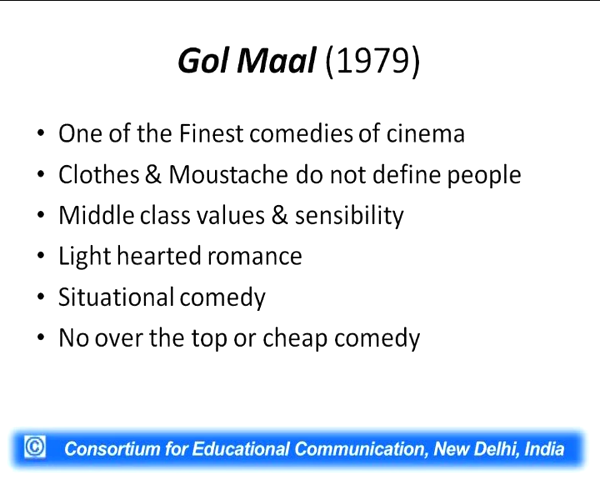 Gol Maal (1979)
• One of the Finest comedies of cinema
• Clothes & Moustache do not define people
• Middle class values & sensibility
• Light hearted romance
• Situational comedy
• No over the top or cheap comedy
© Consortium for Educational Communication, New Delhi, India